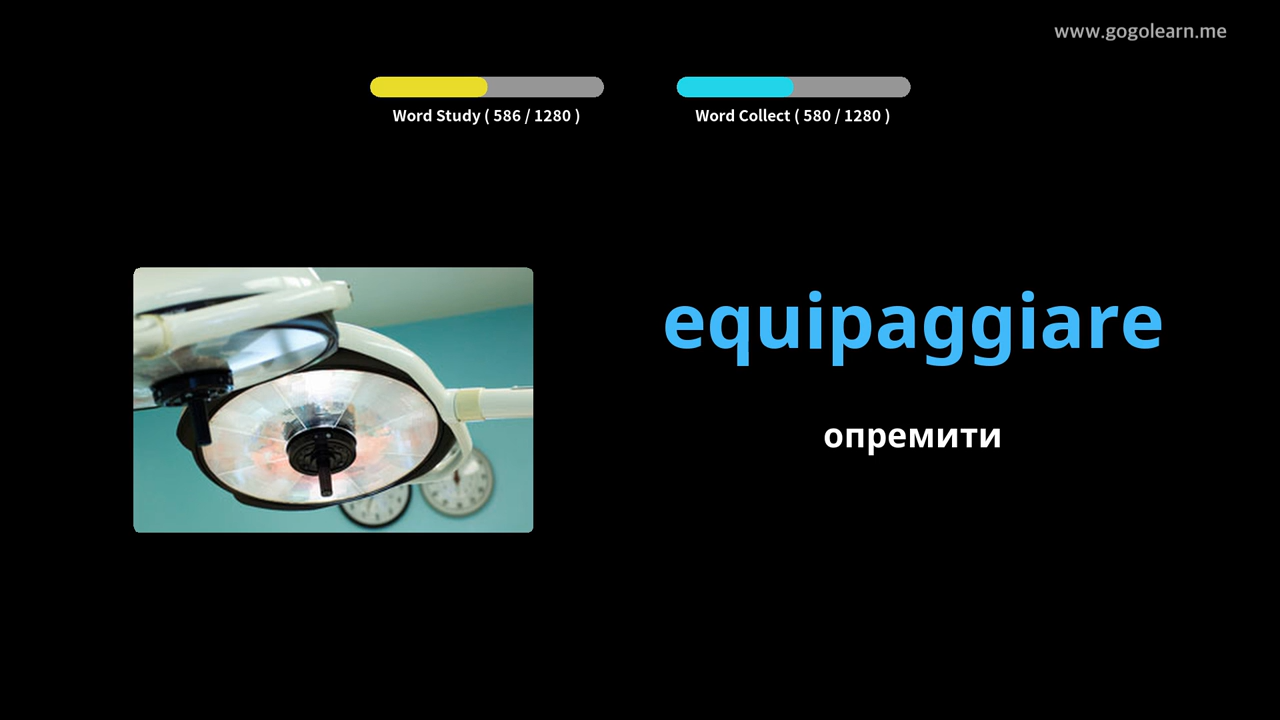 www.gogolearn.me
Word Study ( 586 / 1280 )
Word Collect ( 580 / 1280 )
equipaggiare
опремити